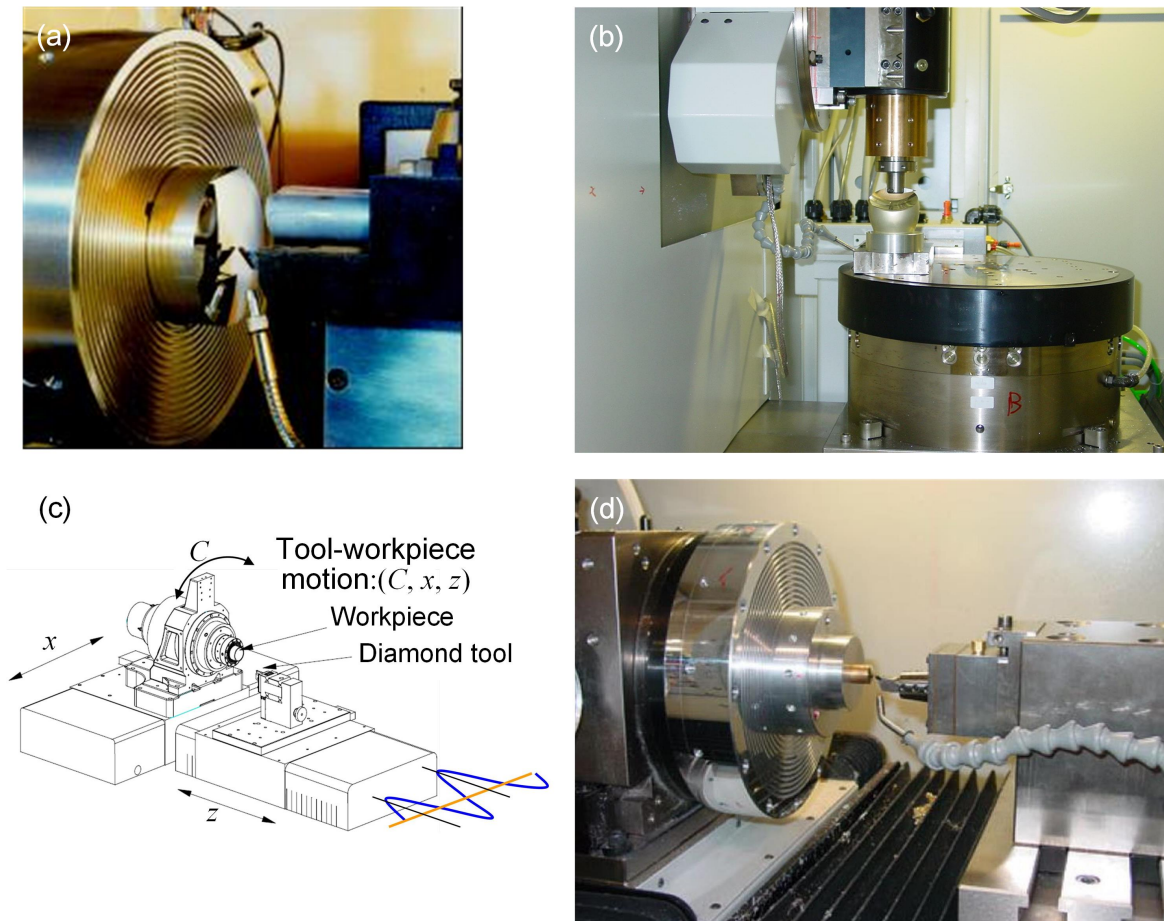 (a)
(b)
B
(c)
C
Tool-workpiece
motion:(C, x, z)
x
Workpiece
Diamond tool
z
(d)